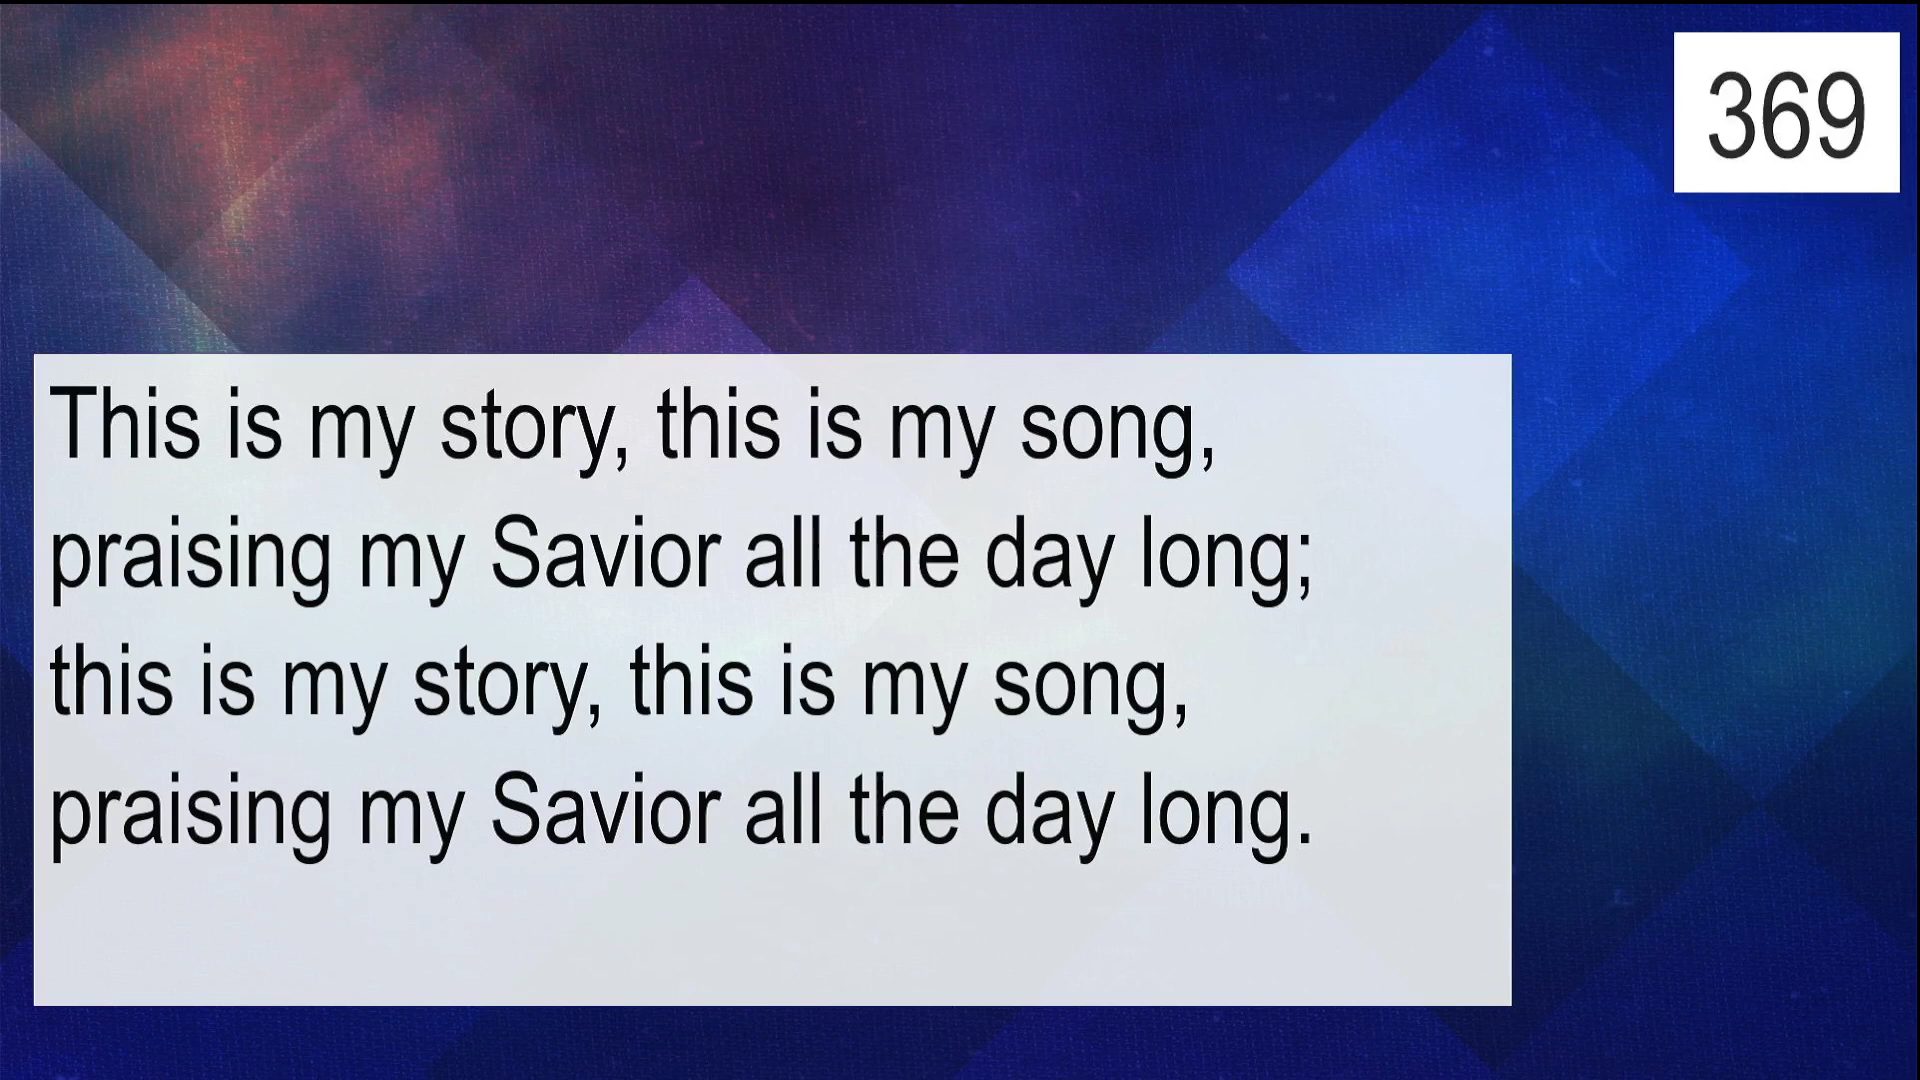 369
This is my story, this is my song,
praising my Savior all the day long;
this is my story, this is my song,
praising my Savior all the day long.